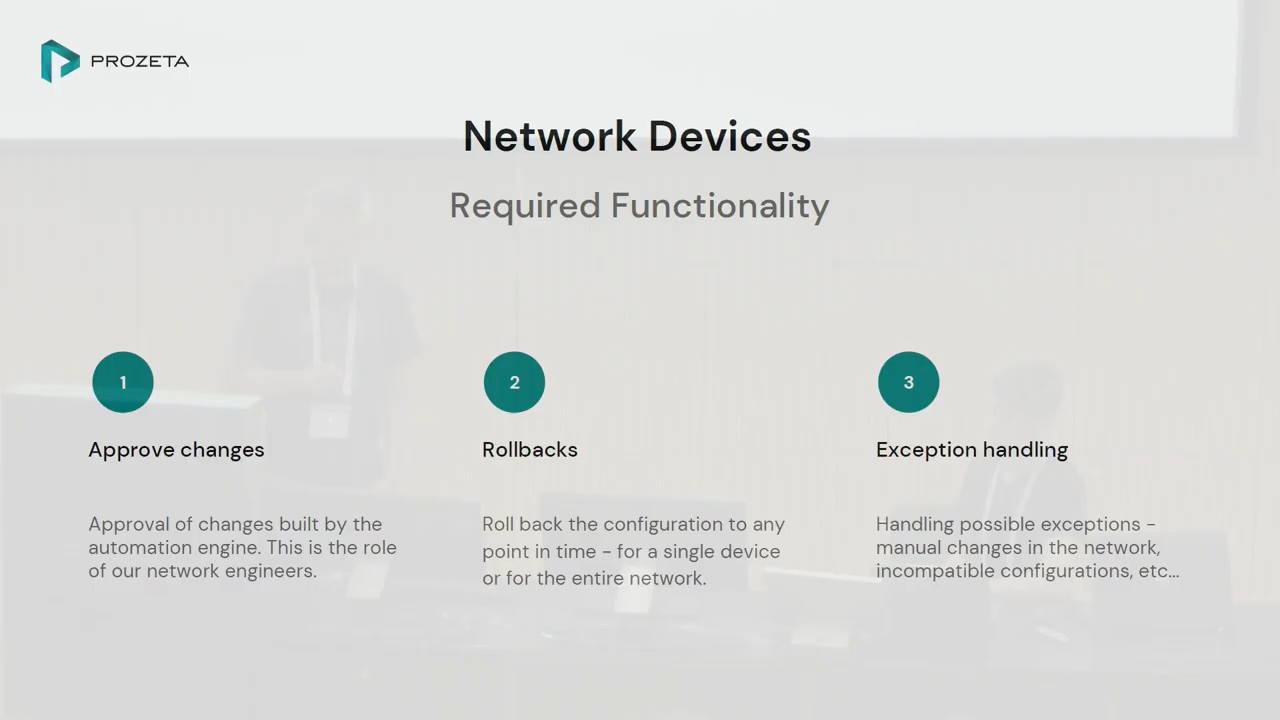 PROZETA
Network Devices
Required Functionality
1
Approve changes
Approval of changes built by the
automation engine. This is the role
of our network engineers.
2
Rollbacks
Roll back the configuration to any
point in time - for a single device
or for the entire network.
3
Exception handling
Handling possible exceptions -
manual changes in the network,
incompatible configurations, etc...